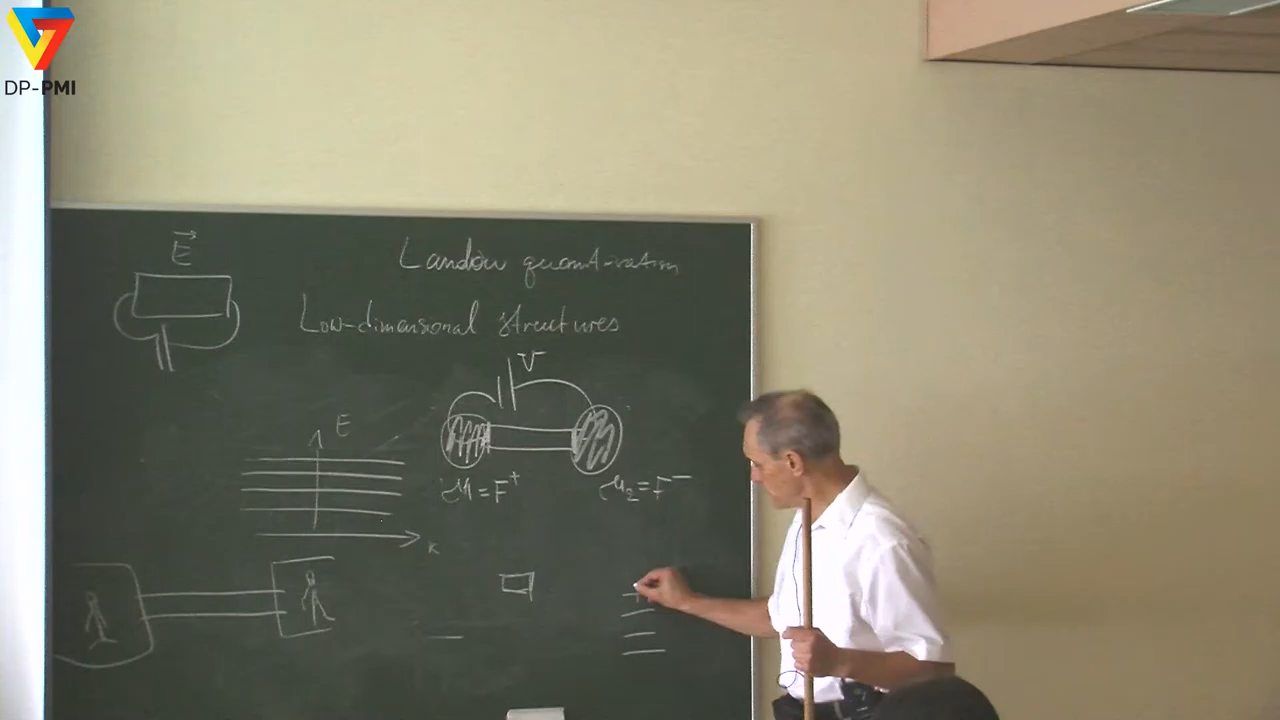 DP-PMI
E
Landau quantization
Low-dimensional structures
V
E
μ1 = F+
μ2 = F−
K